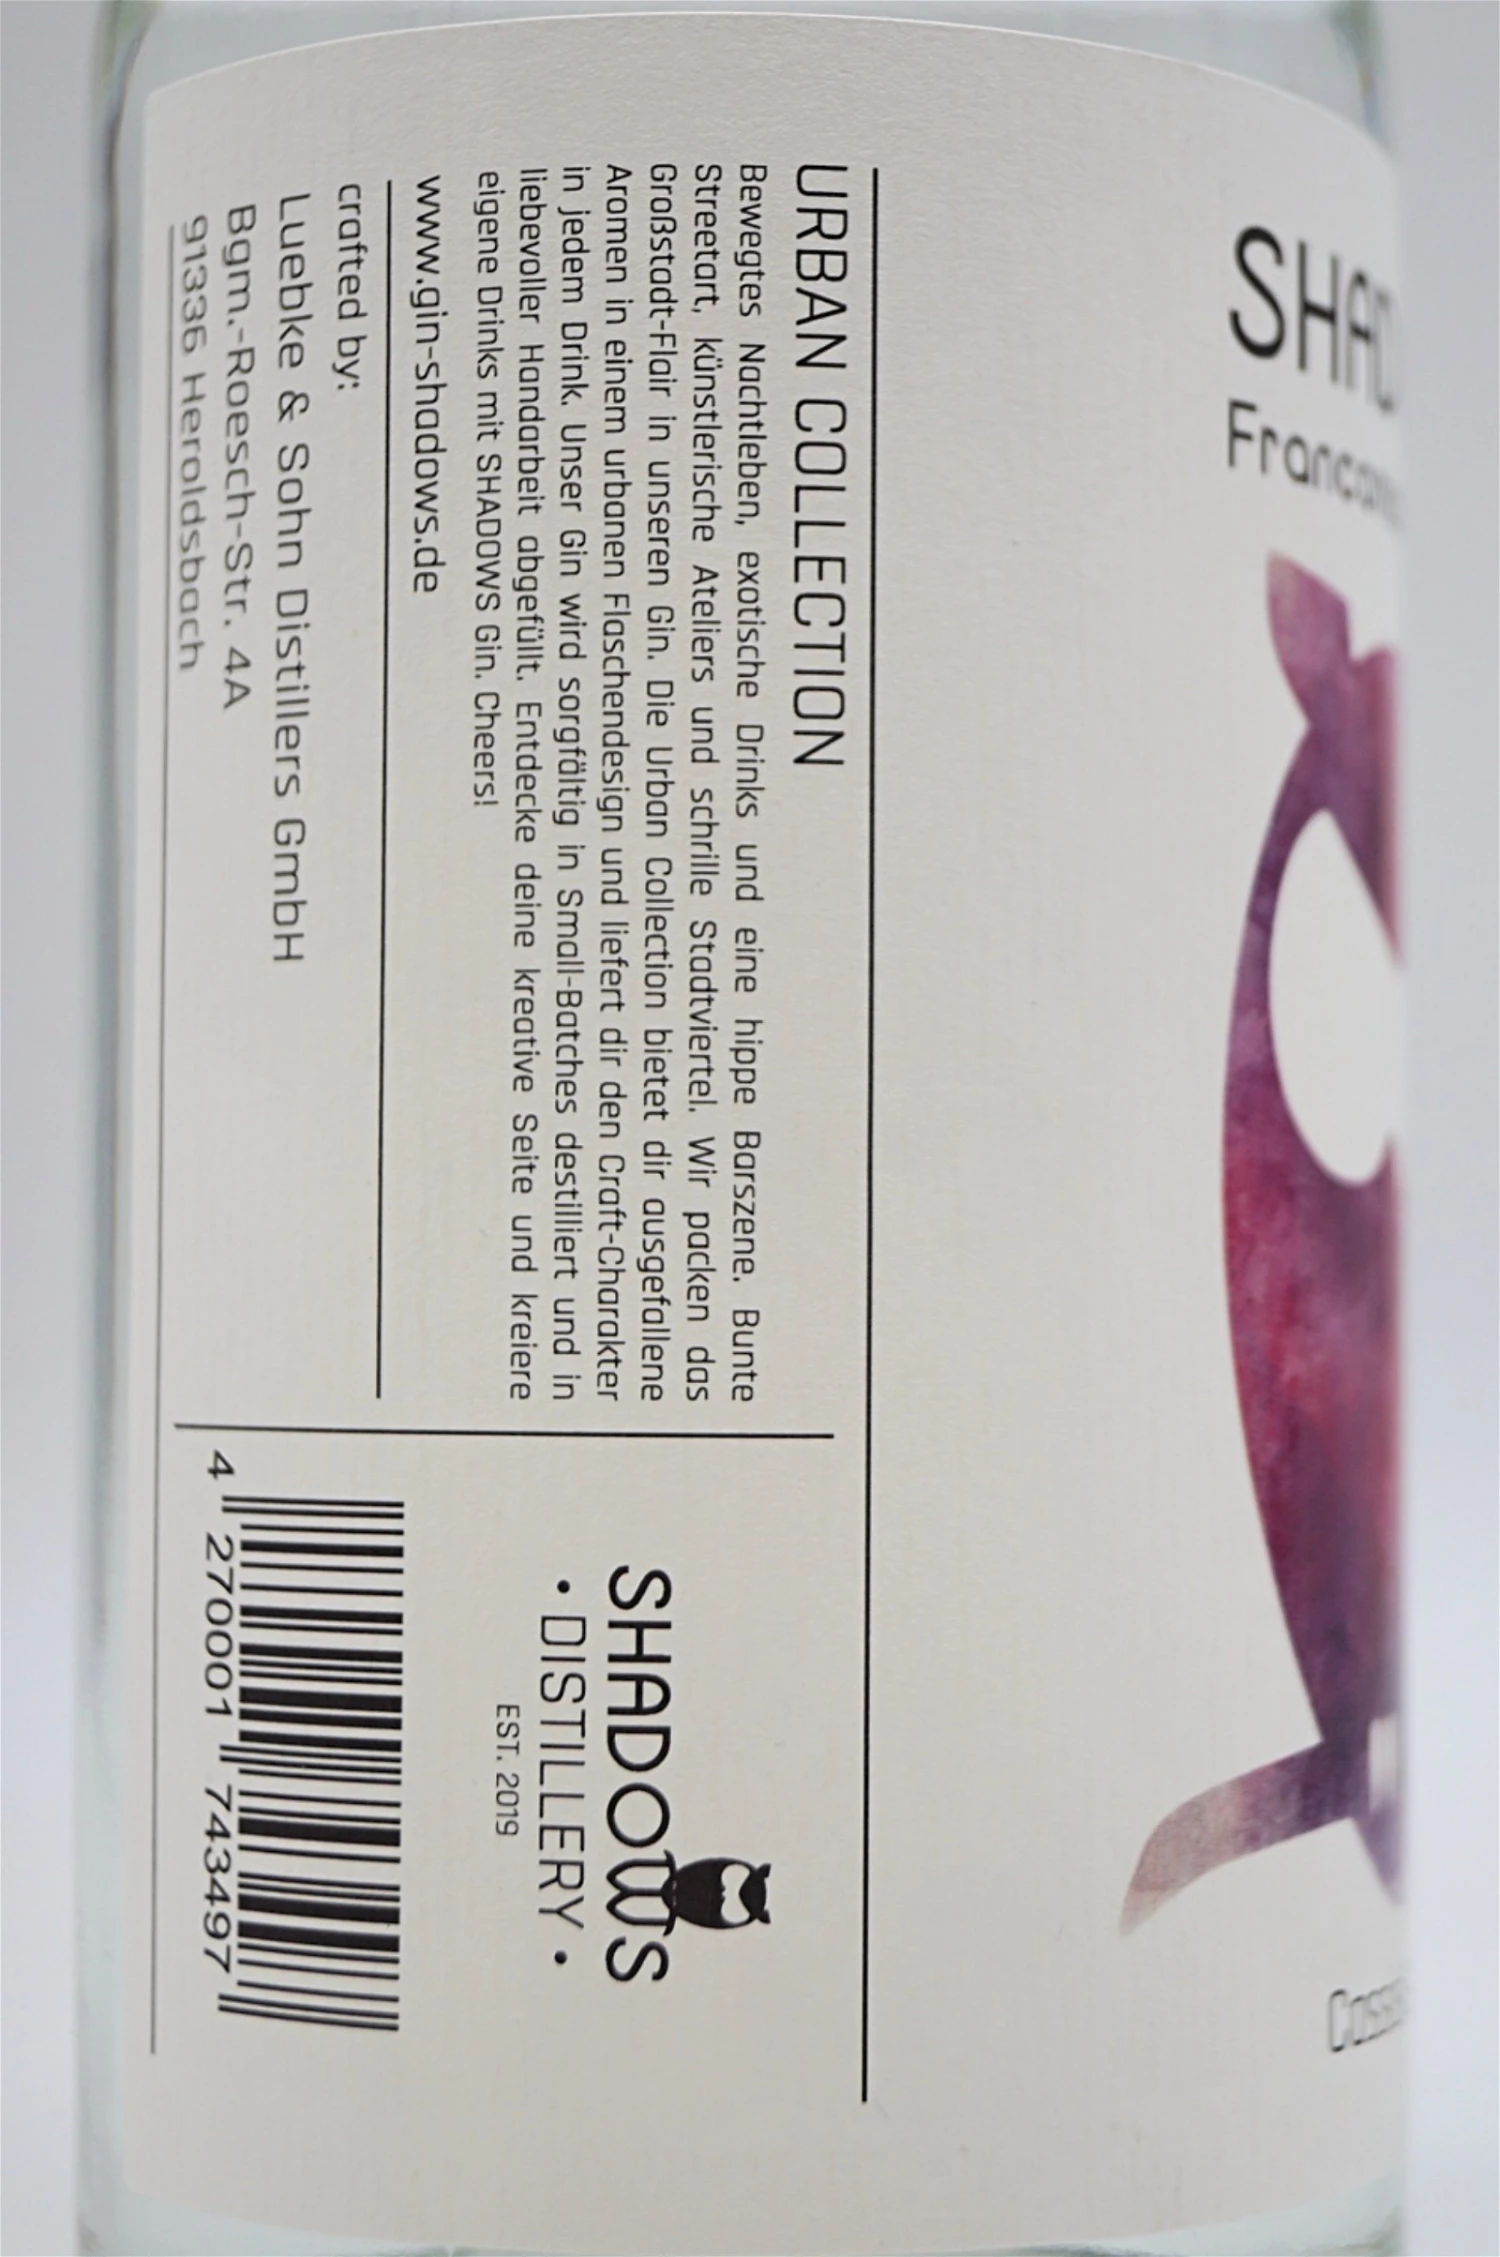 URBAN COLLECTION
Bewegtes Nachtleben, exotische Drinks und eine hippe Barszene. Bunte
Streetart, künstlerische Ateliers und schrille Stadtviertel. Wir packen das
Großstadt-Flair in unseren Gin. Die Urban Collection bietet dir ausgefallene
Aromen in einem urbanen Flaschendesign und liefert dir den Craft-Charakter
in jedem Drink. Unser Gin wird sorgfältig in Small-Batches destilliert und in
liebevoller Handarbeit abgefüllt. Entdecke deine kreative Seite und kreiere
eigene Drinks mit SHADOWS Gin. Cheers!
www.gin-shadows.de
crafted by:
Luebke & Sohn Distillers GmbH
Bgm.-Roesch-Str. 4A
91336 Heroldsbach
SHADOWS
• DISTILLERY •
EST. 2019
4 270001 743497